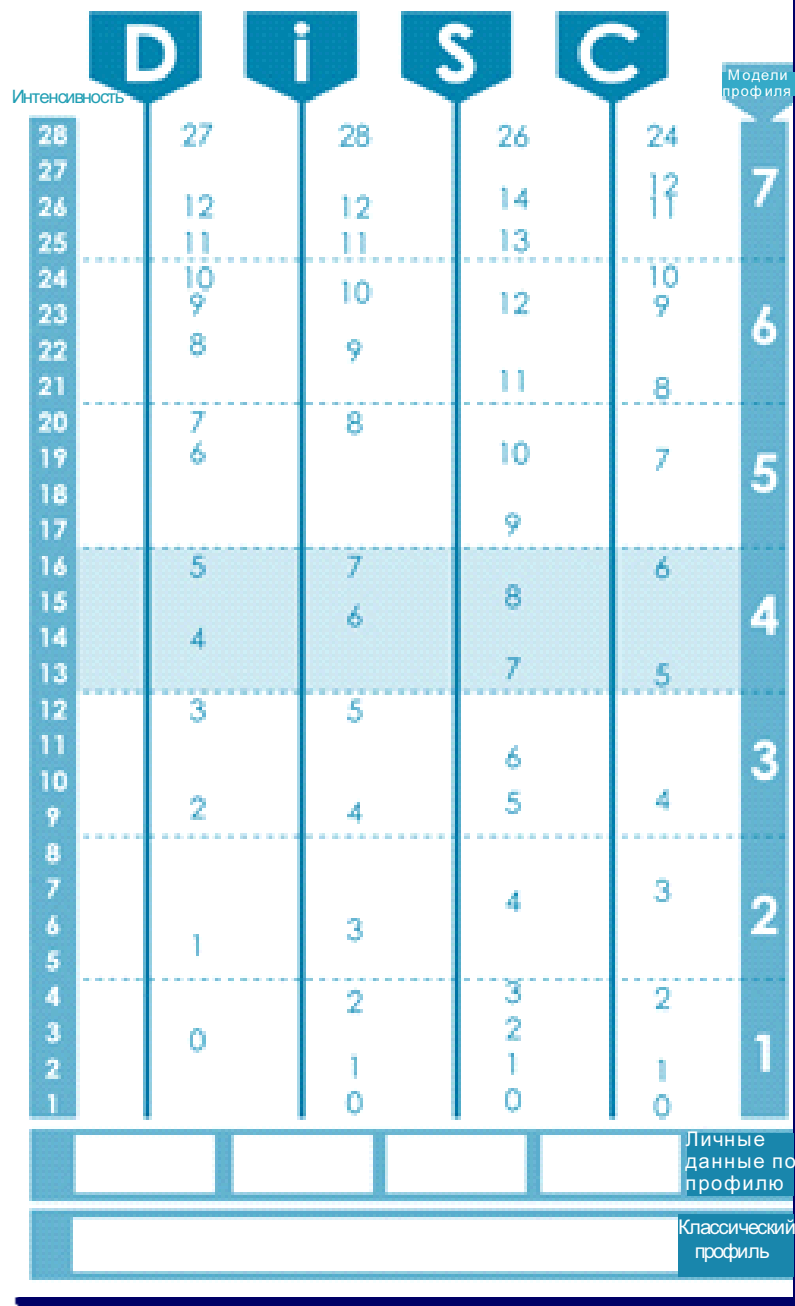 D i S C
Модели
профиля
Интенсивность
28 27 28 26 24
27 12
26 12 12 14 11 7
25 11 11 13
24 10 10 10
23 9 12 9 6
22 8 9
21 11 8
20 7 8
19 6 10 7 5
18
17 9
16 5 7 6
15 6 8 4
14 4
13 7 5
12 3 5
11 6 3
10
9 2 4 5 4
8
7 4 3 2
6 3
5 1
4 2 3 2
3 0 2 1
2 1 1 1
1 0 0 0
Личные
данные по
профилю
Классический
профиль